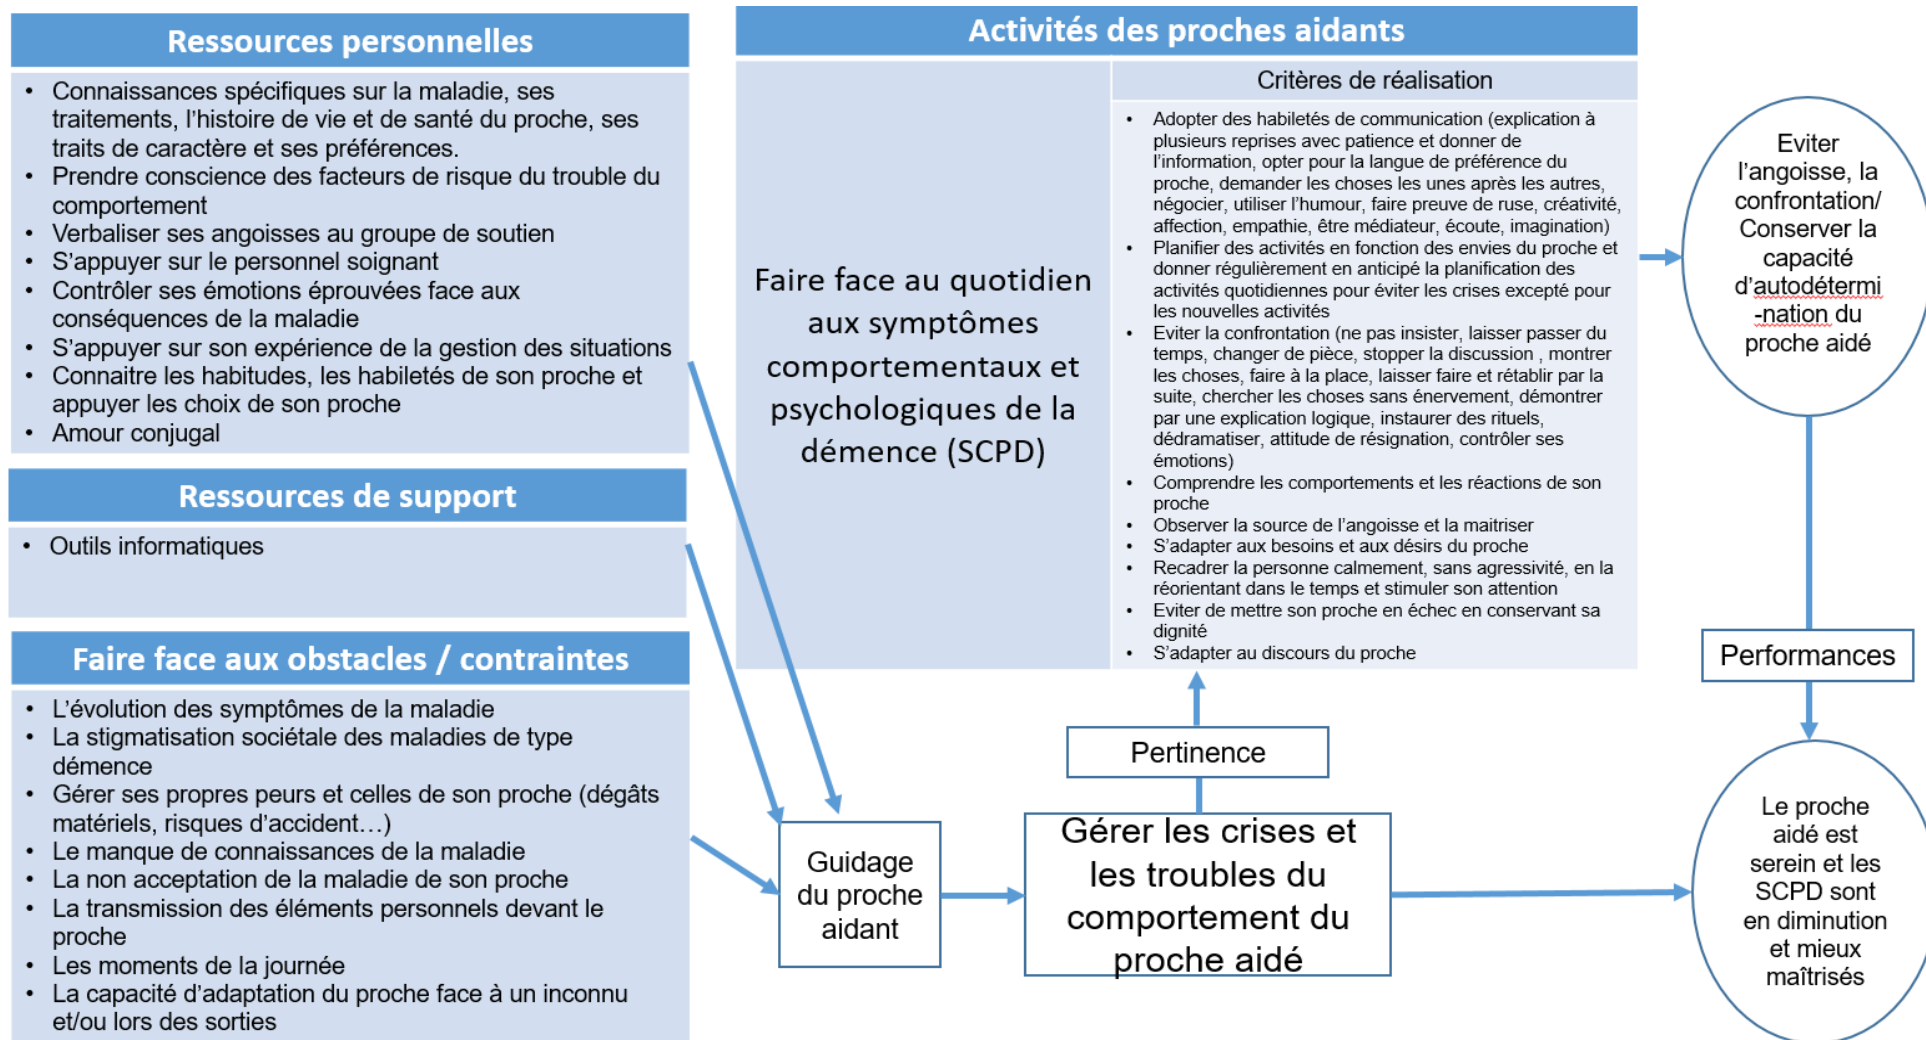 Ressources personnelles
• Connaissances spécifiques sur la maladie, ses
traitements, l'histoire de vie et de santé du proche, ses
traits de caractère et ses préférences.
• Prendre conscience des facteurs de risque du trouble du
comportement
• Verbaliser ses angoisses au groupe de soutien
• S'appuyer sur le personnel soignant
• Contrôler ses émotions éprouvées face aux
conséquences de la maladie
• S'appuyer sur son expérience de la gestion des situations
• Connaitre les habitudes, les habiletés de son proche et
appuyer les choix de son proche
• Amour conjugal
Ressources de support
• Outils informatiques
Faire face aux obstacles / contraintes
• L'évolution des symptômes de la maladie
• La stigmatisation sociétale des maladies de type
démence
• Gérer ses propres peurs et celles de son proche (dégâts
matériels, risques d'accident…)
• Le manque de connaissances de la maladie
• La non acceptation de la maladie de son proche
• La transmission des éléments personnels devant le
proche
• Les moments de la journée
• La capacité d'adaptation du proche face à un inconnu
et/ou lors des sorties
Activités des proches aidants
Faire face au quotidien
aux symptômes
comportementaux et
psychologiques de la
démence (SCPD)
Critères de réalisation
• Adopter des habiletés de communication (explication à
plusieurs reprises avec patience et donner de
l'information, opter pour la langue de préférence du
proche, demander les choses les unes après les autres,
négocier, utiliser l'humour, faire preuve de ruse, créativité,
affection, empathie, être médiateur, écoute, imagination)
• Planifier des activités en fonction des envies du proche et
donner régulièrement en anticipé la planification des
activités quotidiennes pour éviter les crises excepté pour
les nouvelles activités
• Eviter la confrontation (ne pas insister, laisser passer du
temps, changer de pièce, stopper la discussion , montrer
les choses, faire à la place, laisser faire et rétablir par la
suite, chercher les choses sans énervement, démontrer
par une explication logique, instaurer des rituels,
dédramatiser, attitude de résignation, contrôler ses
émotions)
• Comprendre les comportements et les réactions de son
proche
• Observer la source de l'angoisse et la maitriser
• S'adapter aux besoins et aux désirs du proche
• Recadrer la personne calmement, sans agressivité, en la
réorientant dans le temps et stimuler son attention
• Eviter de mettre son proche en échec en conservant sa
dignité
• S'adapter au discours du proche
Eviter
l'angoisse, la
confrontation/
Conserver la
capacité
d'autodétermi
-nation du
proche aidé
Performances
Pertinence
Guidage
du proche
aidant
Gérer les crises et
les troubles du
comportement du
proche aidé
Le proche
aidé est
serein et les
SCPD sont
en diminution
et mieux
maîtrisés